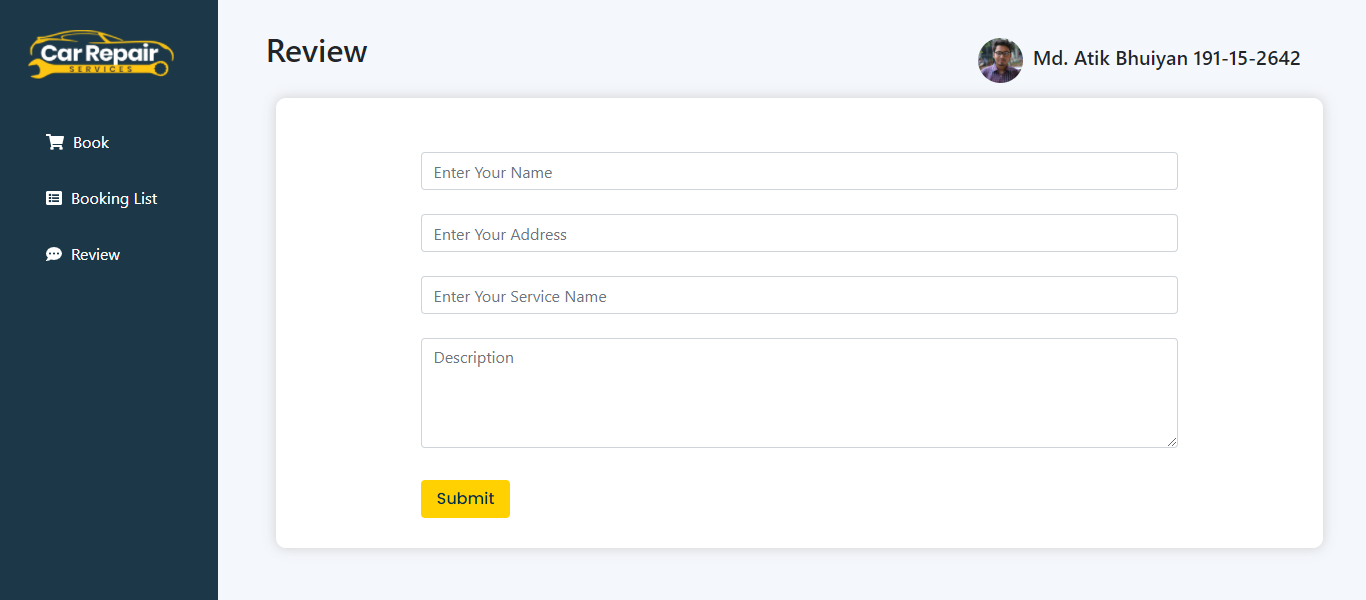 Car Repair
SERVICES
Book
Booking List
Review
Review
Md. Atik Bhuiyan 191-15-2642
Enter Your Name
Enter Your Address
Enter Your Service Name
Description
Submit